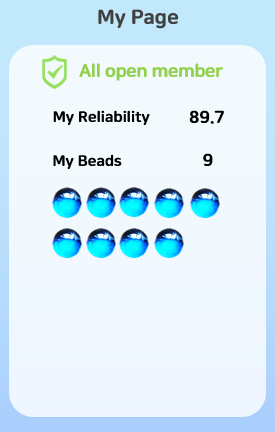 My Page
All open member
My Reliability 89.7
My Beads 9